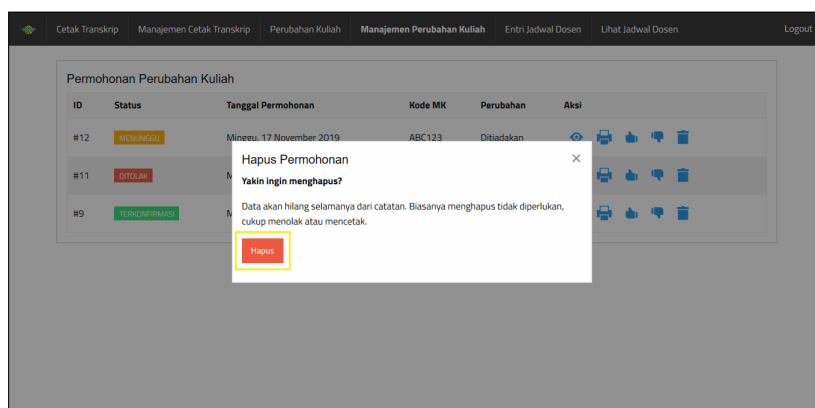 Cetak Transkrip Manajemen Cetak Transkrip Perubahan Kuliah Manajemen Perubahan Kuliah Entri Jadwal Dosen Lihat Jadwal Dosen Logout
Permohonan Perubahan Kuliah
ID Status Tanggal Permohonan Kode MK Perubahan Aksi
#12 MENUNGGU Minggu, 17 November 2019 ABC123 Ditiadakan
#11 DITOLAK M
#9 TERKONFIRMASI M
Hapus Permohonan ×
Yakin ingin menghapus?
Data akan hilang selamanya dari catatan. Biasanya menghapus tidak diperlukan,
cukup menolak atau mencetak.
Hapus